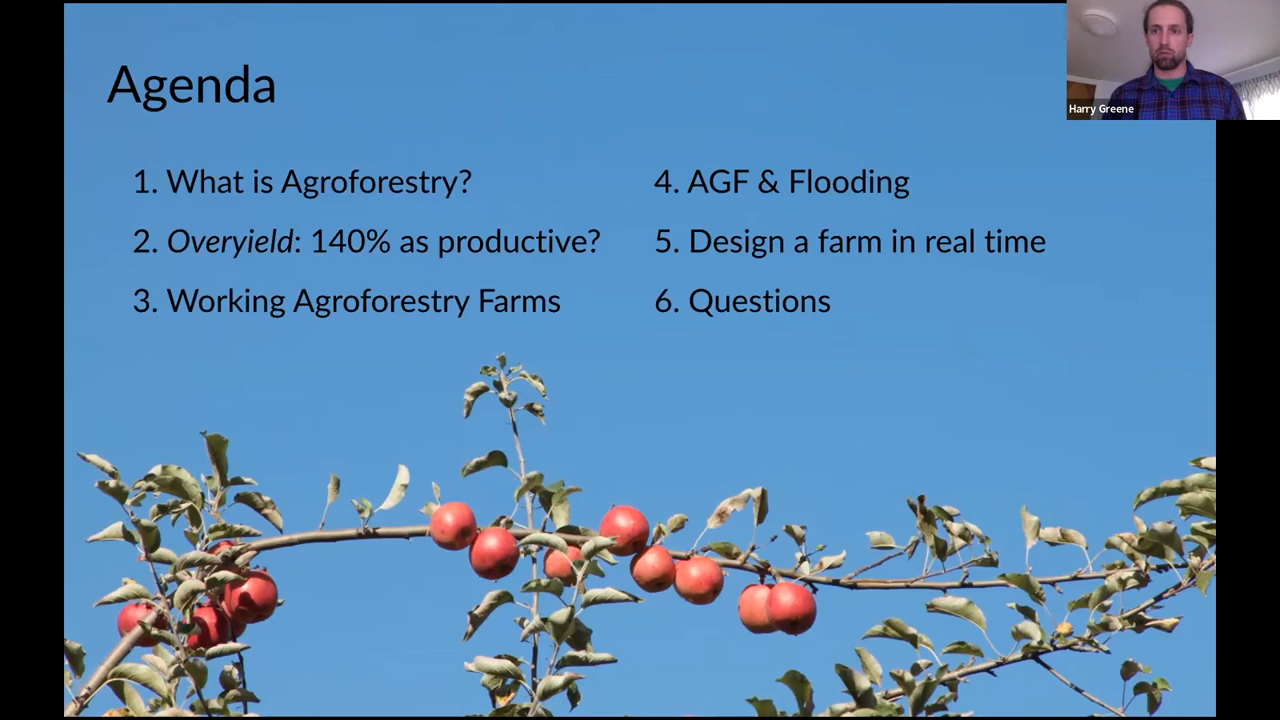 Agenda
1. What is Agroforestry?
2. Overyield: 140% as productive?
3. Working Agroforestry Farms
4. AGF & Flooding
5. Design a farm in real time
6. Questions
Harry Greene